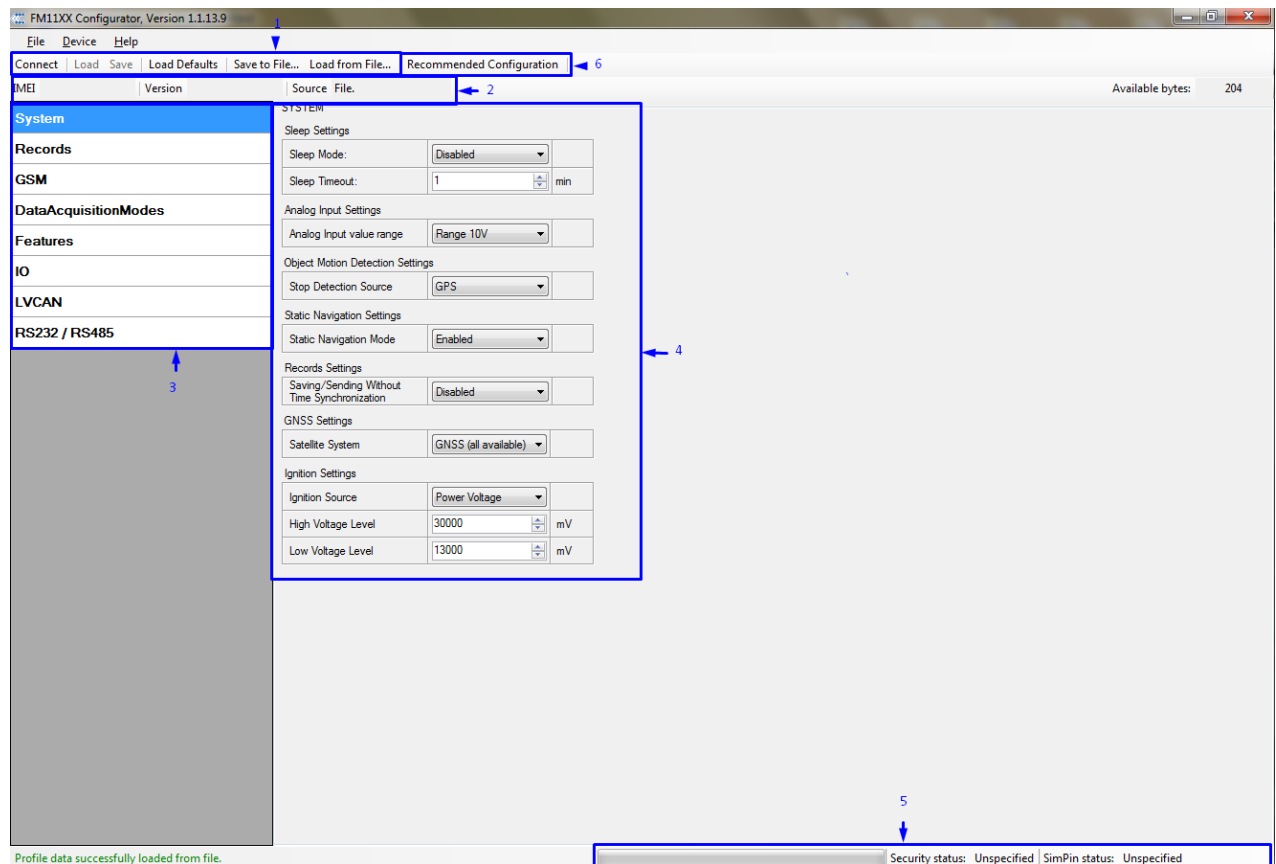 FM11XX Configurator, Version 1.1.13.9
1
File Device Help
Connect Load Save Load Defaults Save to File... Load from File... Recommended Configuration 6
IMEI Version Source File. 2 Available bytes: 204
System
Records
GSM
DataAcquisitionModes
Features
IO
LVCAN
RS232 / RS485
3
SYSTEM
Sleep Settings
Sleep Mode: Disabled
Sleep Timeout: 1 min
Analog Input Settings
Analog Input value range Range 10V
Object Motion Detection Settings
Stop Detection Source GPS
Static Navigation Settings
Static Navigation Mode Enabled
4
Records Settings
Saving/Sending Without
Time Synchronization Disabled
GNSS Settings
Satellite System GNSS (all available)
Ignition Settings
Ignition Source Power Voltage
High Voltage Level 30000 mV
Low Voltage Level 13000 mV
5
Profile data successfully loaded from file. Security status: Unspecified SimPin status: Unspecified